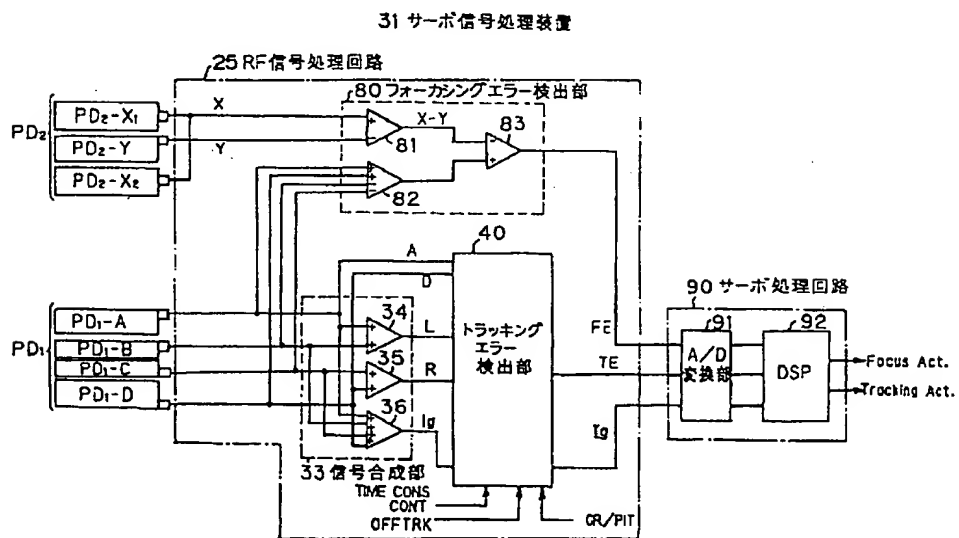 31 サーボ信号処理装置
25 RF信号処理回路
80 フォーカシングエラー検出部
PD2
PD2-X1
PD2-Y
PD2-X2
X
Y
81
X-Y
82
83
PD1
PD1-A
PD1-B
PD1-C
PD1-D
A
D
40
34
L
35
R
36
Ig
33 信号合成部
トラッキング
エラー
検出部
TIME CONS
CONT
OFFTRK
GR/PIT
FE
TE
Ig
90 サーボ処理回路
91
A/D
変換部
92
DSP
Focus Act.
Tracking Act.